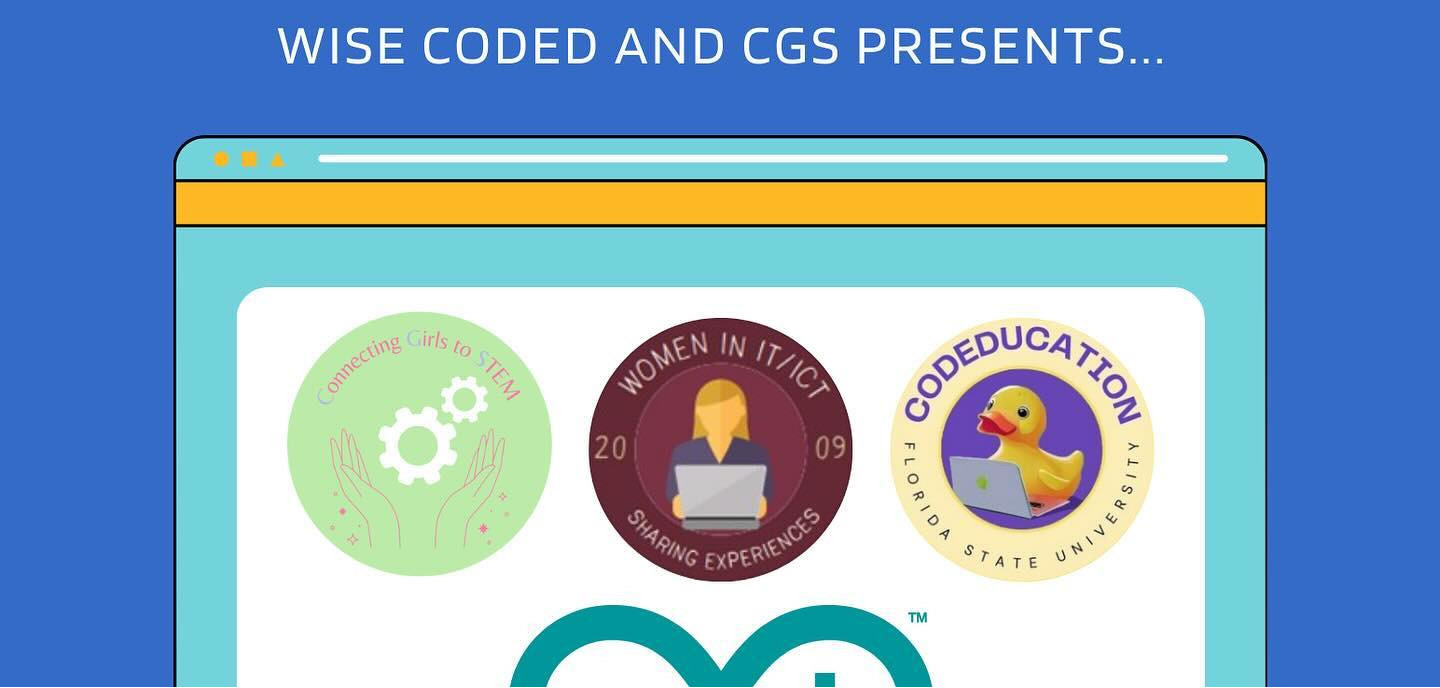 WISE CODED AND CGS PRESENTS...
Connecting Girls to STEM
WOMEN IN IT/ICT
20 09
SHARING EXPERIENCES
CODEDUCATION
FLORIDA STATE UNIVERSITY
TM